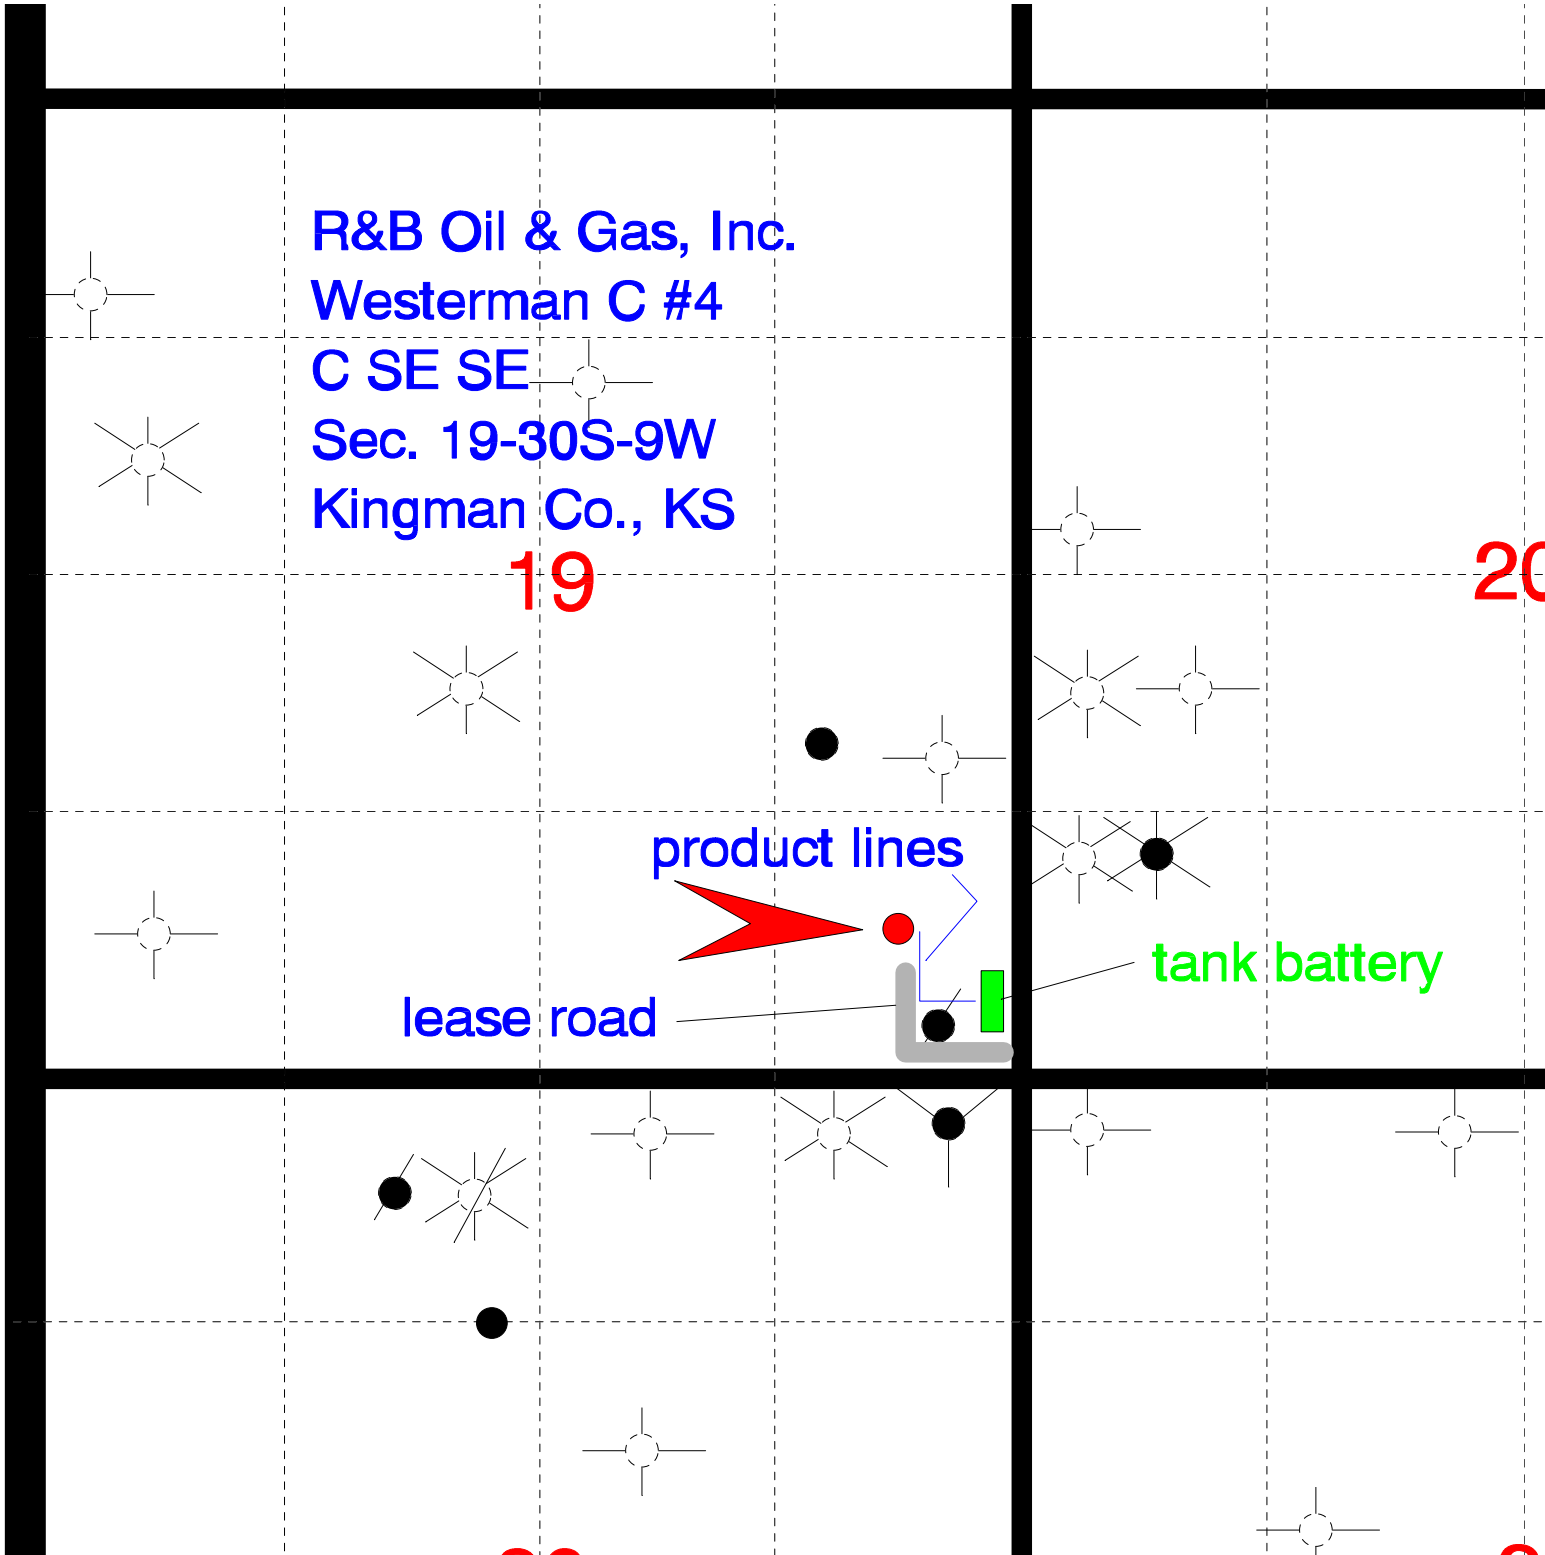 R&B Oil & Gas, Inc.
Westerman C #4
C SE SE
Sec. 19-30S-9W
Kingman Co., KS
19
20
product lines
tank battery
lease road